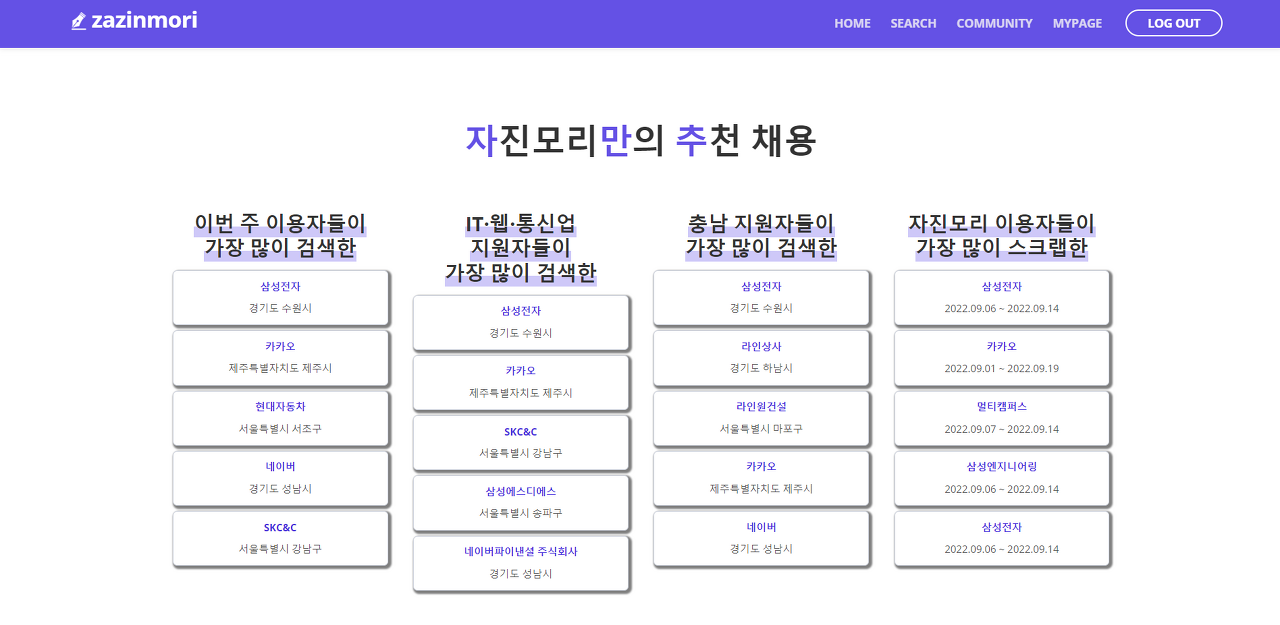 zazinmori
HOME SEARCH COMMUNITY MYPAGE LOG OUT
자진모리만의 추천 채용
이번 주 이용자들이
가장 많이 검색한
삼성전자
경기도 수원시
카카오
제주특별자치도 제주시
현대자동차
서울특별시 서초구
네이버
경기도 성남시
SKC&C
서울특별시 강남구
IT·웹·통신업
지원자들이
가장 많이 검색한
삼성전자
경기도 수원시
카카오
제주특별자치도 제주시
SKC&C
서울특별시 강남구
삼성에스디에스
서울특별시 송파구
네이버파이낸셜 주식회사
경기도 성남시
충남 지원자들이
가장 많이 검색한
삼성전자
경기도 수원시
라인상사
경기도 하남시
라인원건설
서울특별시 마포구
카카오
제주특별자치도 제주시
네이버
경기도 성남시
자진모리 이용자들이
가장 많이 스크랩한
삼성전자
2022.09.06 ~ 2022.09.14
카카오
2022.09.01 ~ 2022.09.19
멀티캠퍼스
2022.09.07 ~ 2022.09.14
삼성엔지니어링
2022.09.06 ~ 2022.09.14
삼성전자
2022.09.06 ~ 2022.09.14